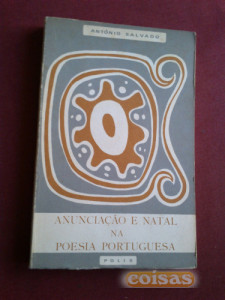 ANTÓNIO SALVADO
ANUNCIAÇÃO E NATAL
NA
POESIA PORTUGUESA
POLIS
coisas